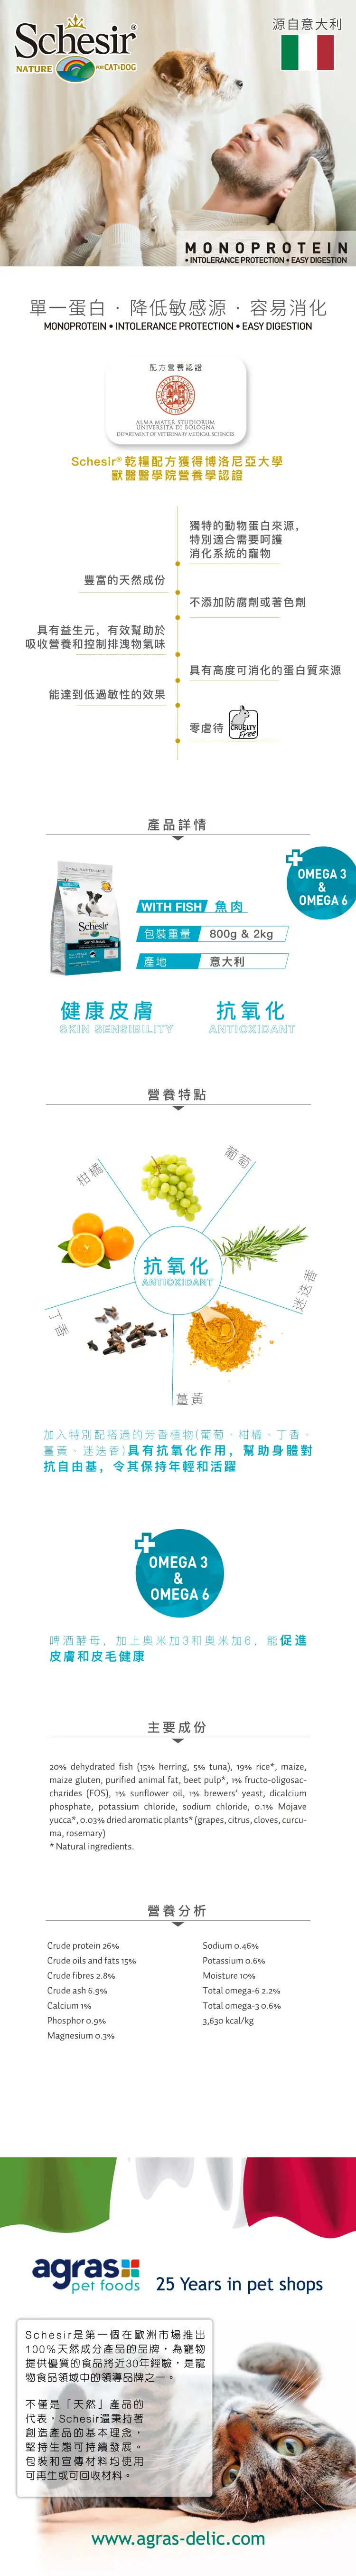 源自意大利
Schesir®
NATURE FOR CAT&DOG
MONOPROTEIN
• INTOLERANCE PROTECTION • EASY DIGESTION
單一蛋白 · 降低敏感源 · 容易消化
MONOPROTEIN • INTOLERANCE PROTECTION • EASY DIGESTION
配方營養認證
ALMA MATER STUDIORUM
UNIVERSITÀ DI BOLOGNA
DEPARTMENT OF VETERINARY MEDICAL SCIENCES
Schesir® 乾糧配方獲得博洛尼亞大學
獸醫醫學院營養學認證
獨特的動物蛋白來源，
特別適合需要呵護
消化系統的寵物
豐富的天然成份
不添加防腐劑或著色劑
具有益生元，有效幫助於
吸收營養和控制排洩物氣味
具有高度可消化的蛋白質來源
能達到低過敏性的效果
零虐待
CRUELTY
Free
產品詳情
OMEGA 3
&
OMEGA 6
Schesir
Small Adult
WITH FISH 魚肉
包裝重量 800g & 2kg
產地 意大利
健康皮膚 抗氧化
SKIN SENSIBILITY ANTIOXIDANT
營養特點
葡萄
柑橘
抗氧化
ANTIOXIDANT
迷迭香
丁香
薑黃
加入特別配搭過的芳香植物(葡萄、柑橘、丁香、
薑黃、迷迭香)具有抗氧化作用，幫助身體對
抗自由基，令其保持年輕和活躍
OMEGA 3
&
OMEGA 6
啤酒酵母，加上奧米加3和奧米加6，能促進
皮膚和皮毛健康
主要成份
20% dehydrated fish (15% herring, 5% tuna), 19% rice*, maize,
maize gluten, purified animal fat, beet pulp*, 1% fructo-oligosac-
charides (FOS), 1% sunflower oil, 1% brewers' yeast, dicalcium
phosphate, potassium chloride, sodium chloride, 0.1% Mojave
yucca*, 0.03% dried aromatic plants* (grapes, citrus, cloves, curcu-
ma, rosemary)
* Natural ingredients.
營養分析
Crude protein 26%
Crude oils and fats 15%
Crude fibres 2.8%
Crude ash 6.9%
Calcium 1%
Phosphor 0.9%
Magnesium 0.3%
Sodium 0.46%
Potassium 0.6%
Moisture 10%
Total omega-6 2.2%
Total omega-3 0.6%
3,630 kcal/kg
agras
pet foods
25 Years in pet shops
Schesir是第一個在歐洲市場推出
100%天然成分產品的品牌，為寵物
提供優質的食品將近30年經驗，是寵
物食品領域中的領導品牌之一。
不僅是「天然」產品的
代表，Schesir還秉持著
創造產品的基本理念，
堅持生態可持續發展。
包裝和宣傳材料均使用
可再生或可回收材料。
www.agras-delic.com